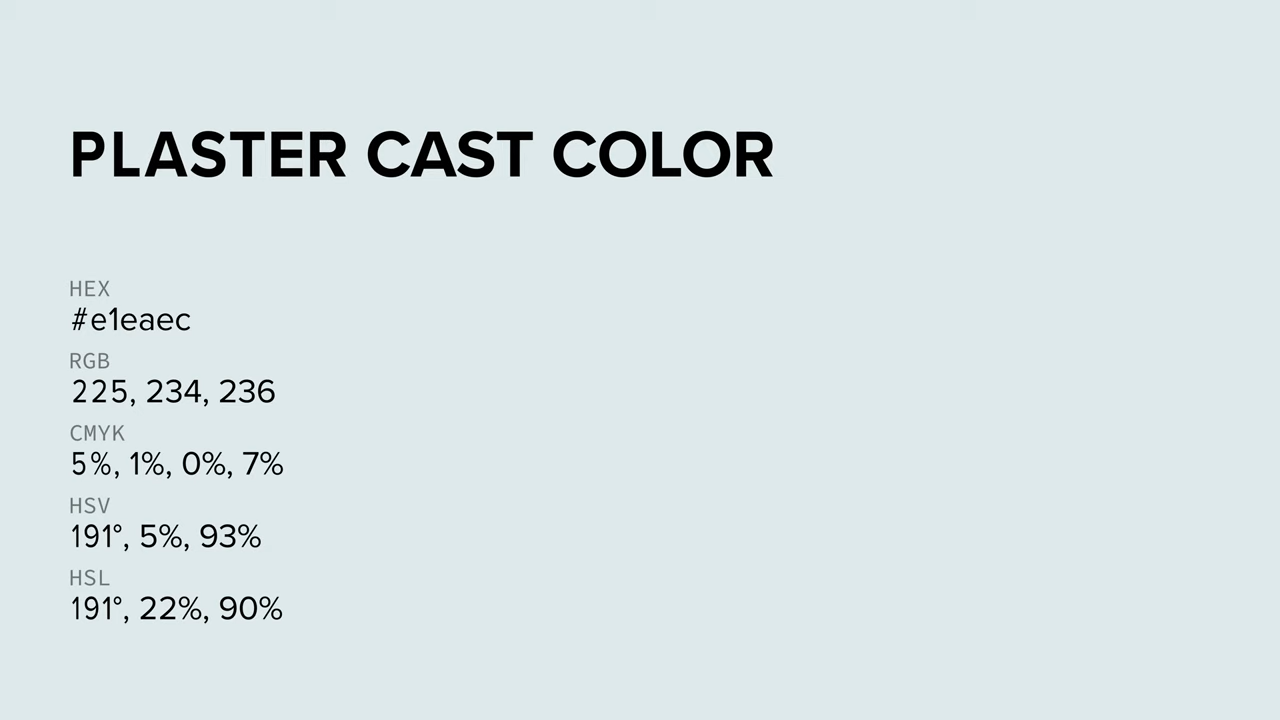 PLASTER CAST COLOR
HEX
#e1eaec
RGB
225, 234, 236
CMYK
5%, 1%, 0%, 7%
HSV
191°, 5%, 93%
HSL
191°, 22%, 90%